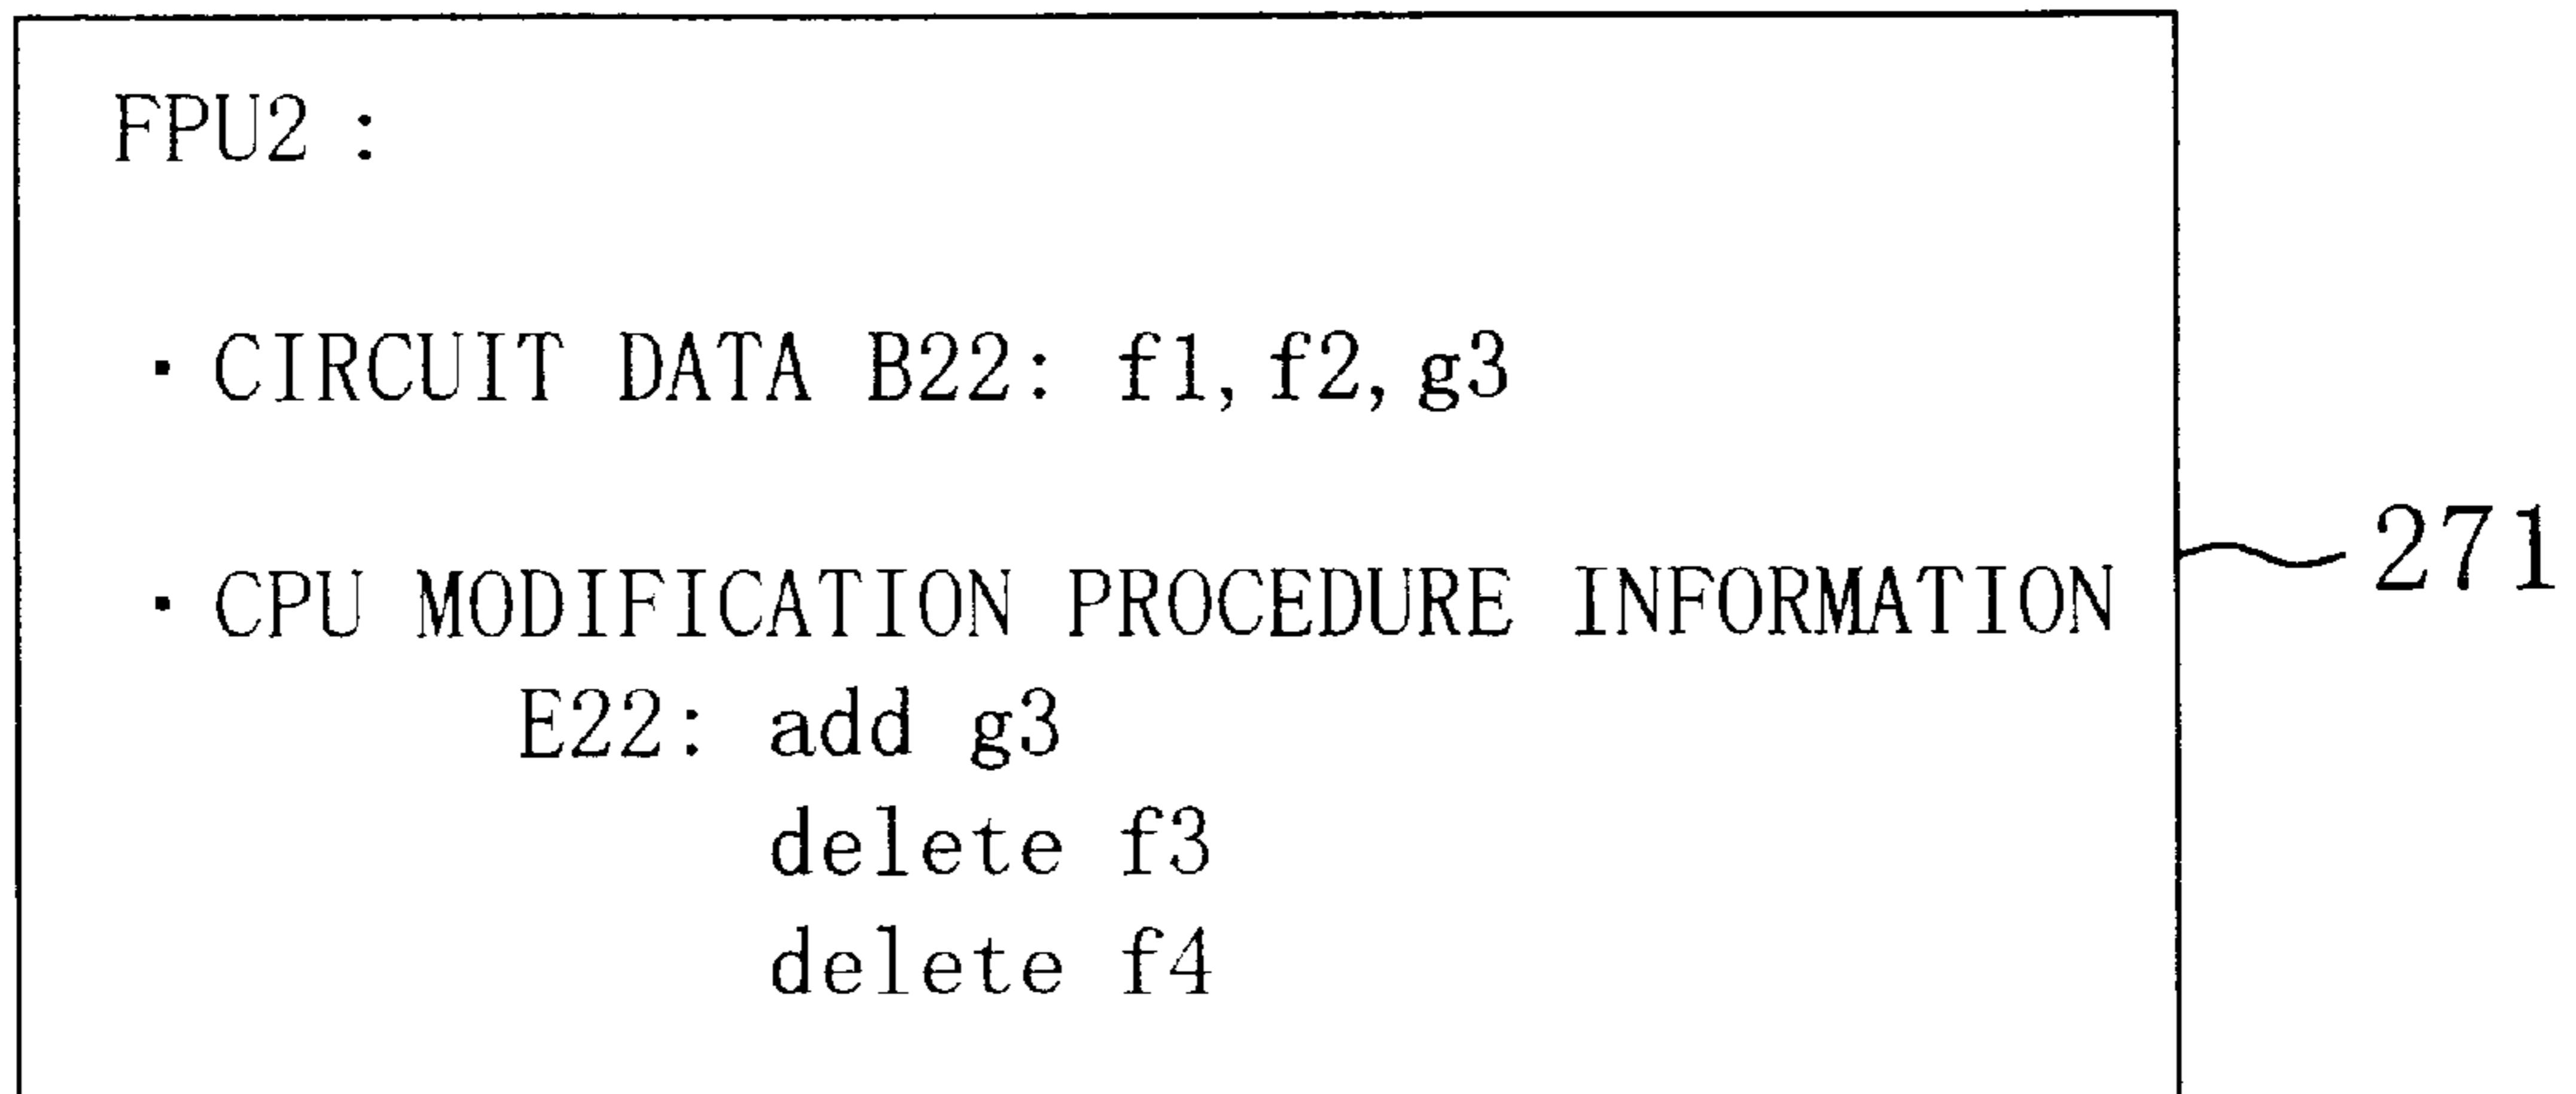 FPU2 :
· CIRCUIT DATA B22: f1, f2, g3
· CPU MODIFICATION PROCEDURE INFORMATION
271
E22: add g3
delete f3
delete f4